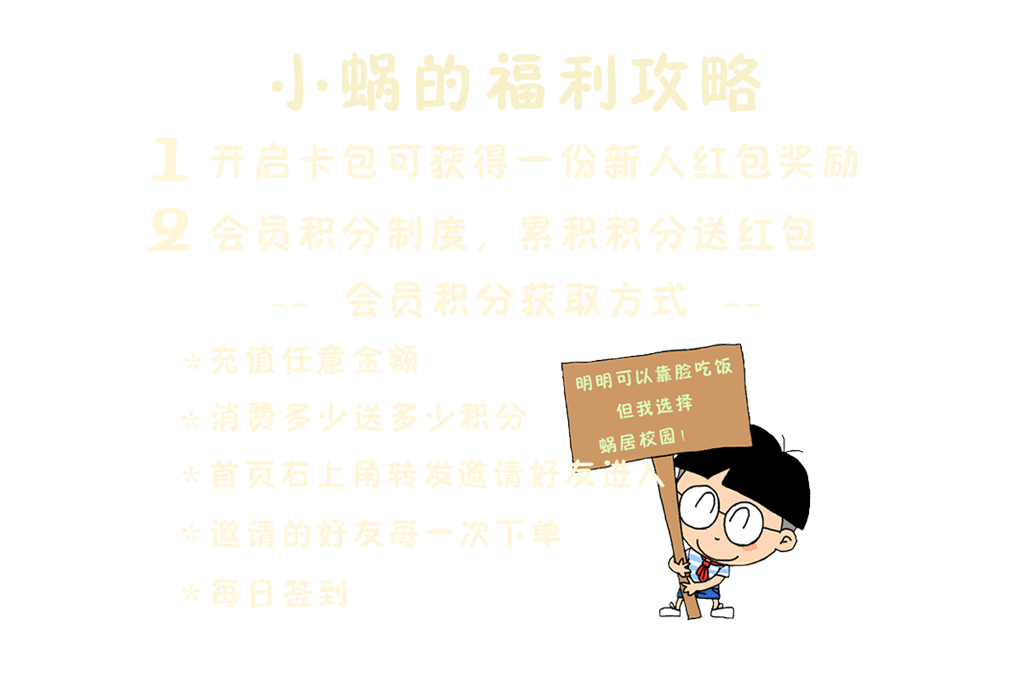 小蜗的福利攻略
1 开启卡包可获得一份新人红包奖励
2 会员积分制度，累积积分送红包
-- 会员积分获取方式 --
*充值任意金额
*消费多少送多少积分
*首页右上角转发邀请好友进入
*邀请的好友每一次下单
*每日签到
明明可以靠脸吃饭
但我选择
蜗居校园！